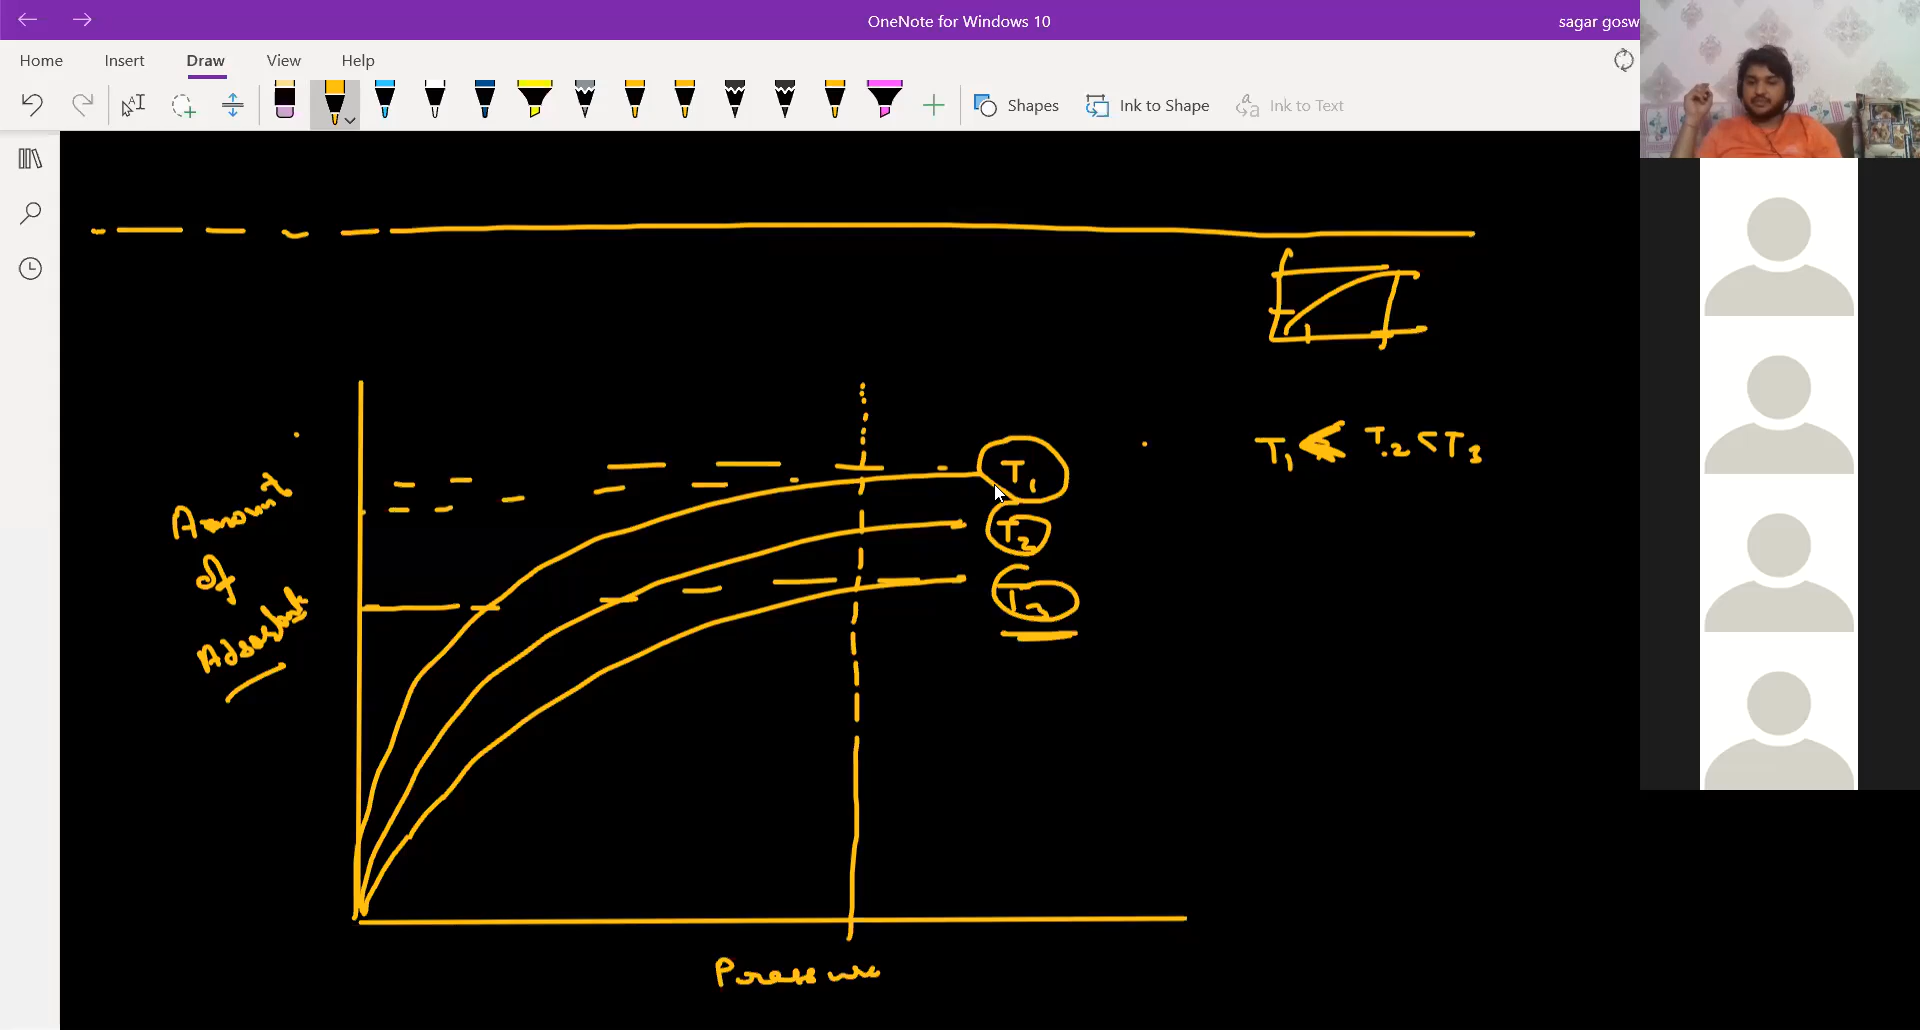 OneNote for Windows 10
sagar gosw
Home Insert Draw View Help
Shapes Ink to Shape Ink to Text
T1 < T2 < T3
T1
T2
T3
Amount
of
Pressure